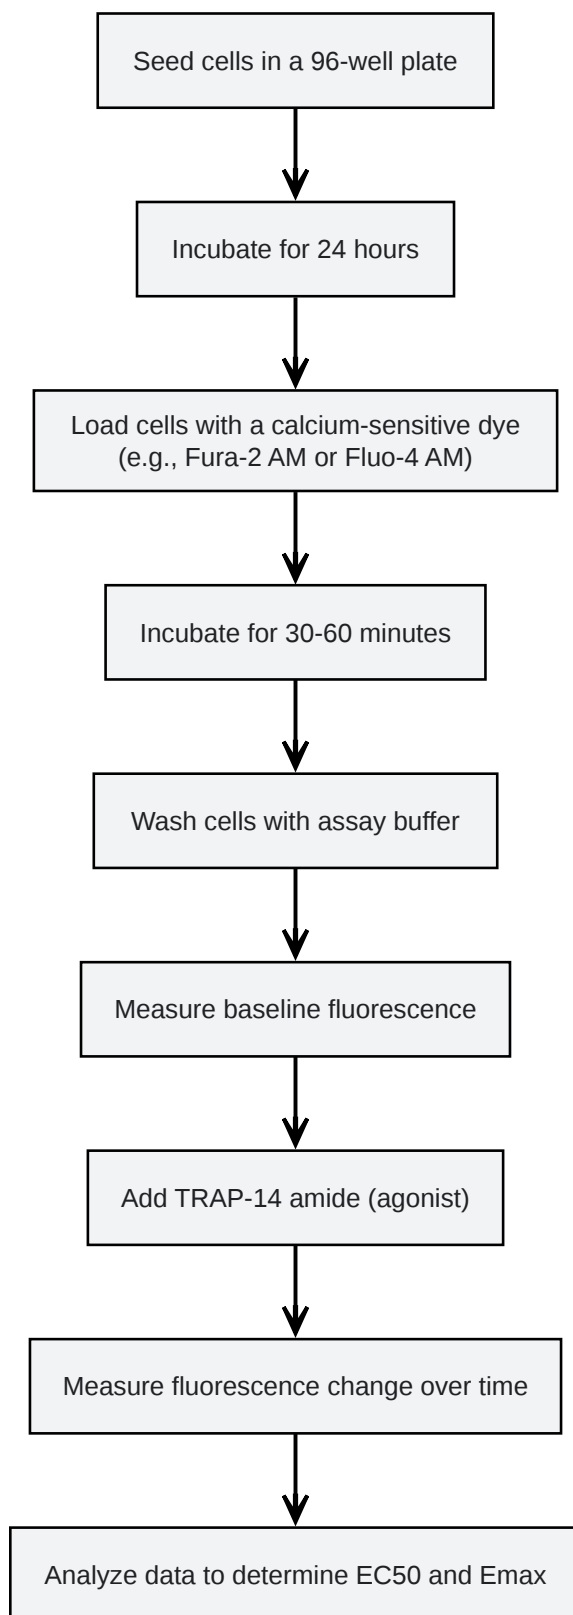 Seed cells in a 96-well plate
Incubate for 24 hours
Load cells with a calcium-sensitive dye
(e.g., Fura-2 AM or Fluo-4 AM)
Incubate for 30-60 minutes
Wash cells with assay buffer
Measure baseline fluorescence
Add TRAP-14 amide (agonist)
Measure fluorescence change over time
Analyze data to determine EC50 and Emax